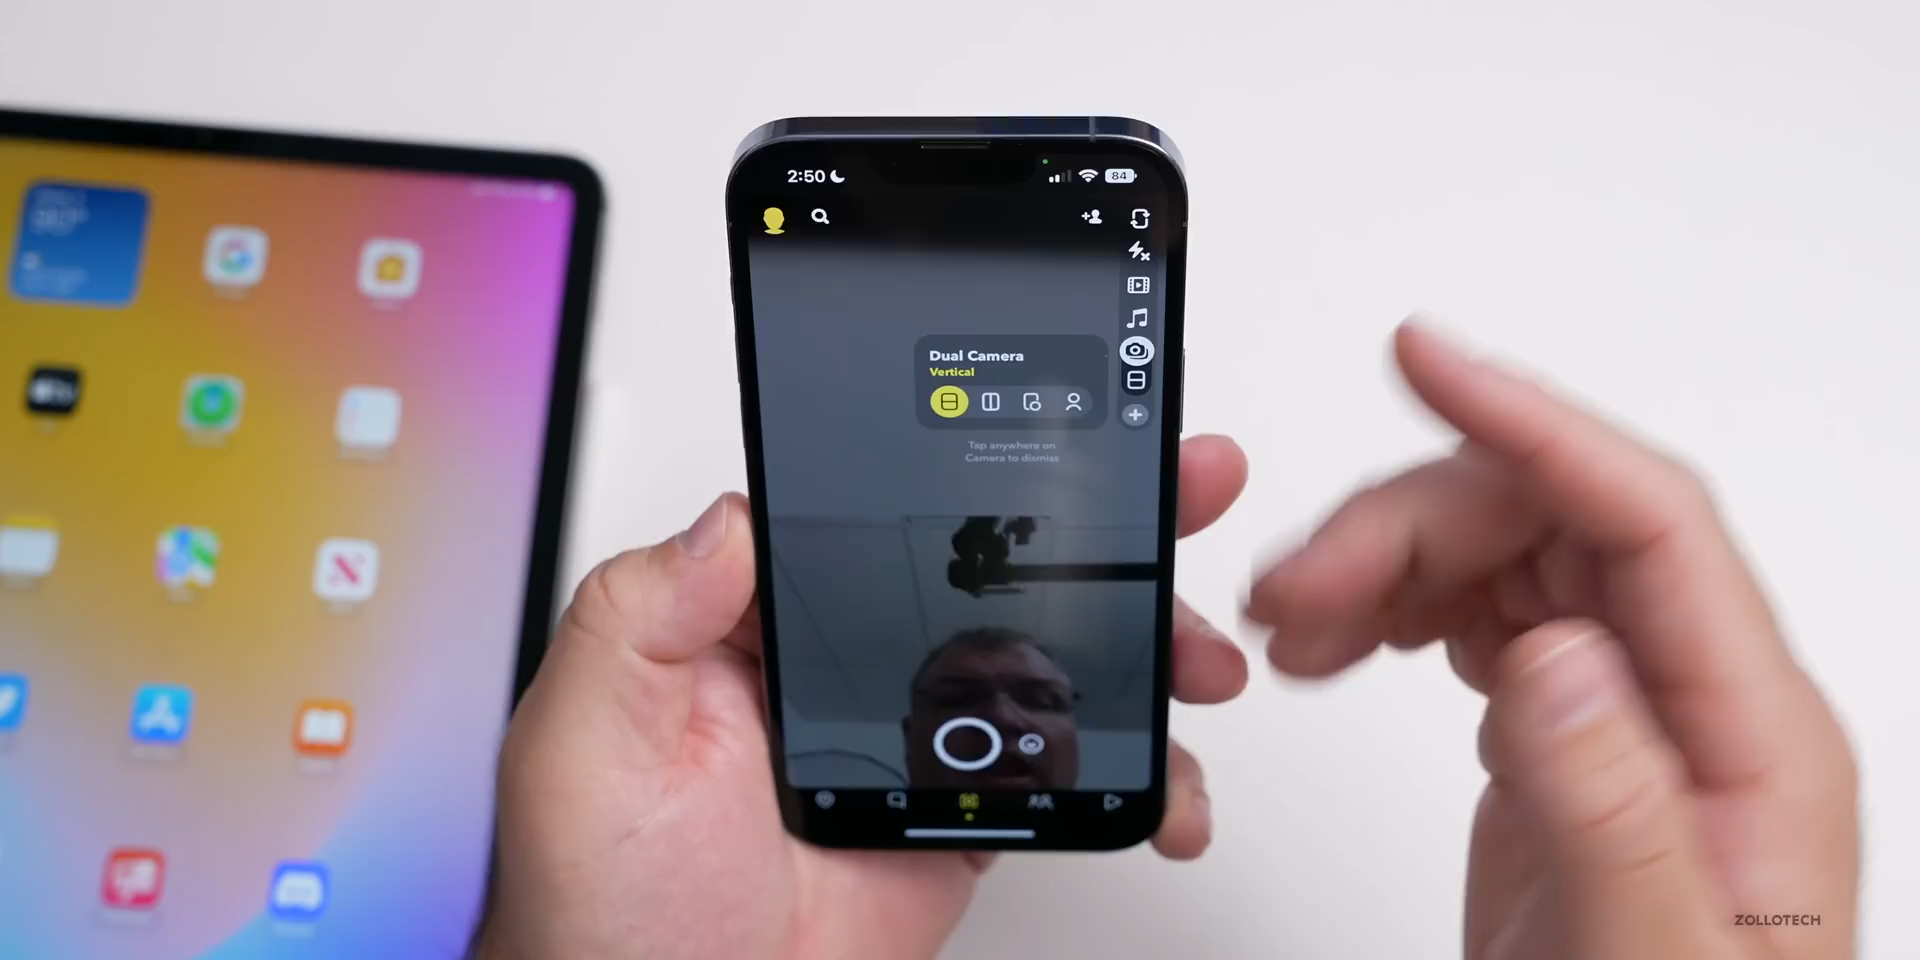 2:50
84
Dual Camera
Vertical
Tap anywhere on
Camera to dismiss
ZOLLOTECH